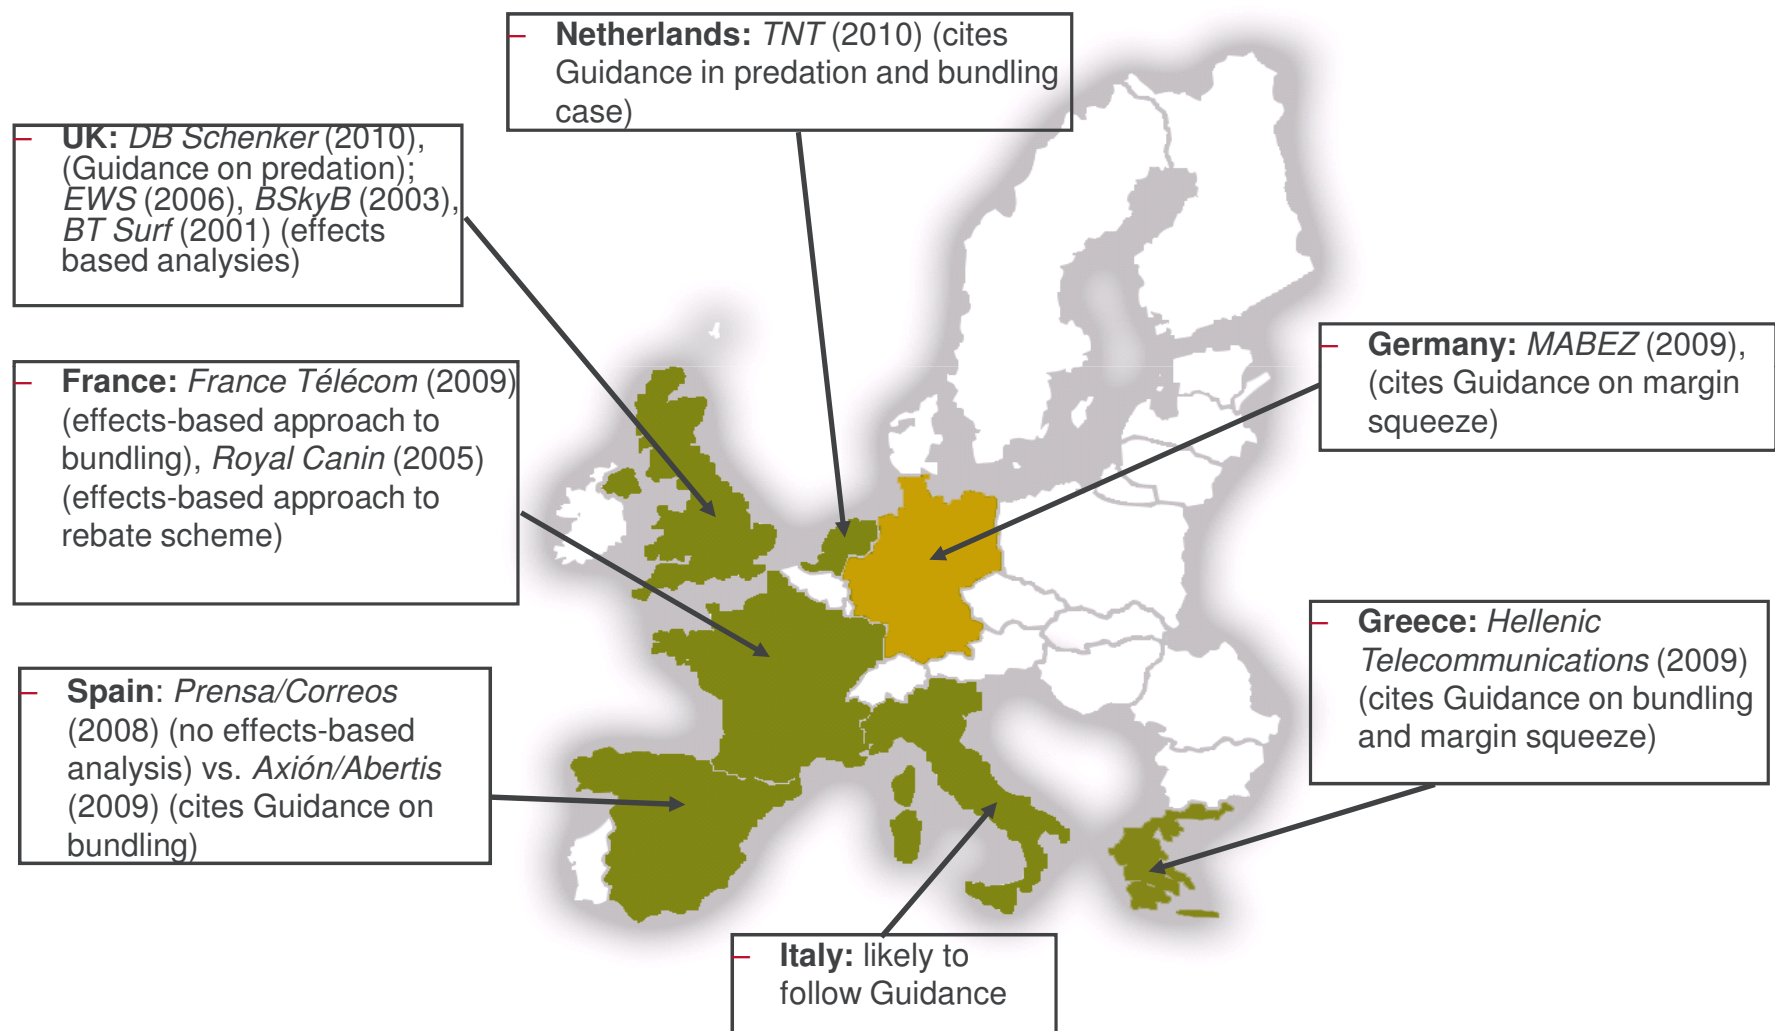 – Netherlands: TNT (2010) (cites
Guidance in predation and bundling
case)
– UK: DB Schenker (2010),
(Guidance on predation);
EWS (2006), BSkyB (2003),
BT Surf (2001) (effects
based analysies)
– France: France Télécom (2009)
(effects-based approach to
bundling), Royal Canin (2005)
(effects-based approach to
rebate scheme)
– Germany: MABEZ (2009),
(cites Guidance on margin
squeeze)
– Spain: Prensa/Correos
(2008) (no effects-based
analysis) vs. Axión/Abertis
(2009) (cites Guidance on
bundling)
– Greece: Hellenic
Telecommunications (2009)
(cites Guidance on bundling
and margin squeeze)
– Italy: likely to
follow Guidance